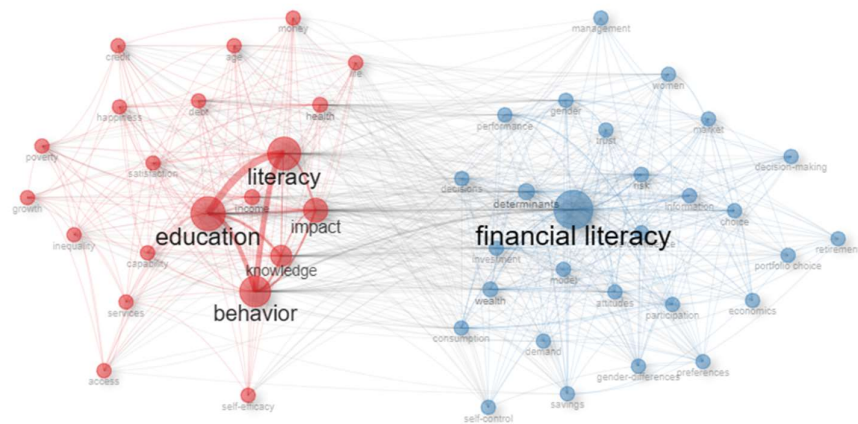 money
management
credit
age
life
women
debt
gender
happiness
health
performance
market
trust
poverty
decision-making
satisfaction
literacy
decisions
risk
growth
income
determinants
information
education
impact
choice
financial literacy
inequality
retirement
capability
knowledge
investment
portfolio choice
model
services
behavior
wealth
attitudes
participation
economics
consumption
demand
access
gender-differences
preferences
self-efficacy
self-control
savings